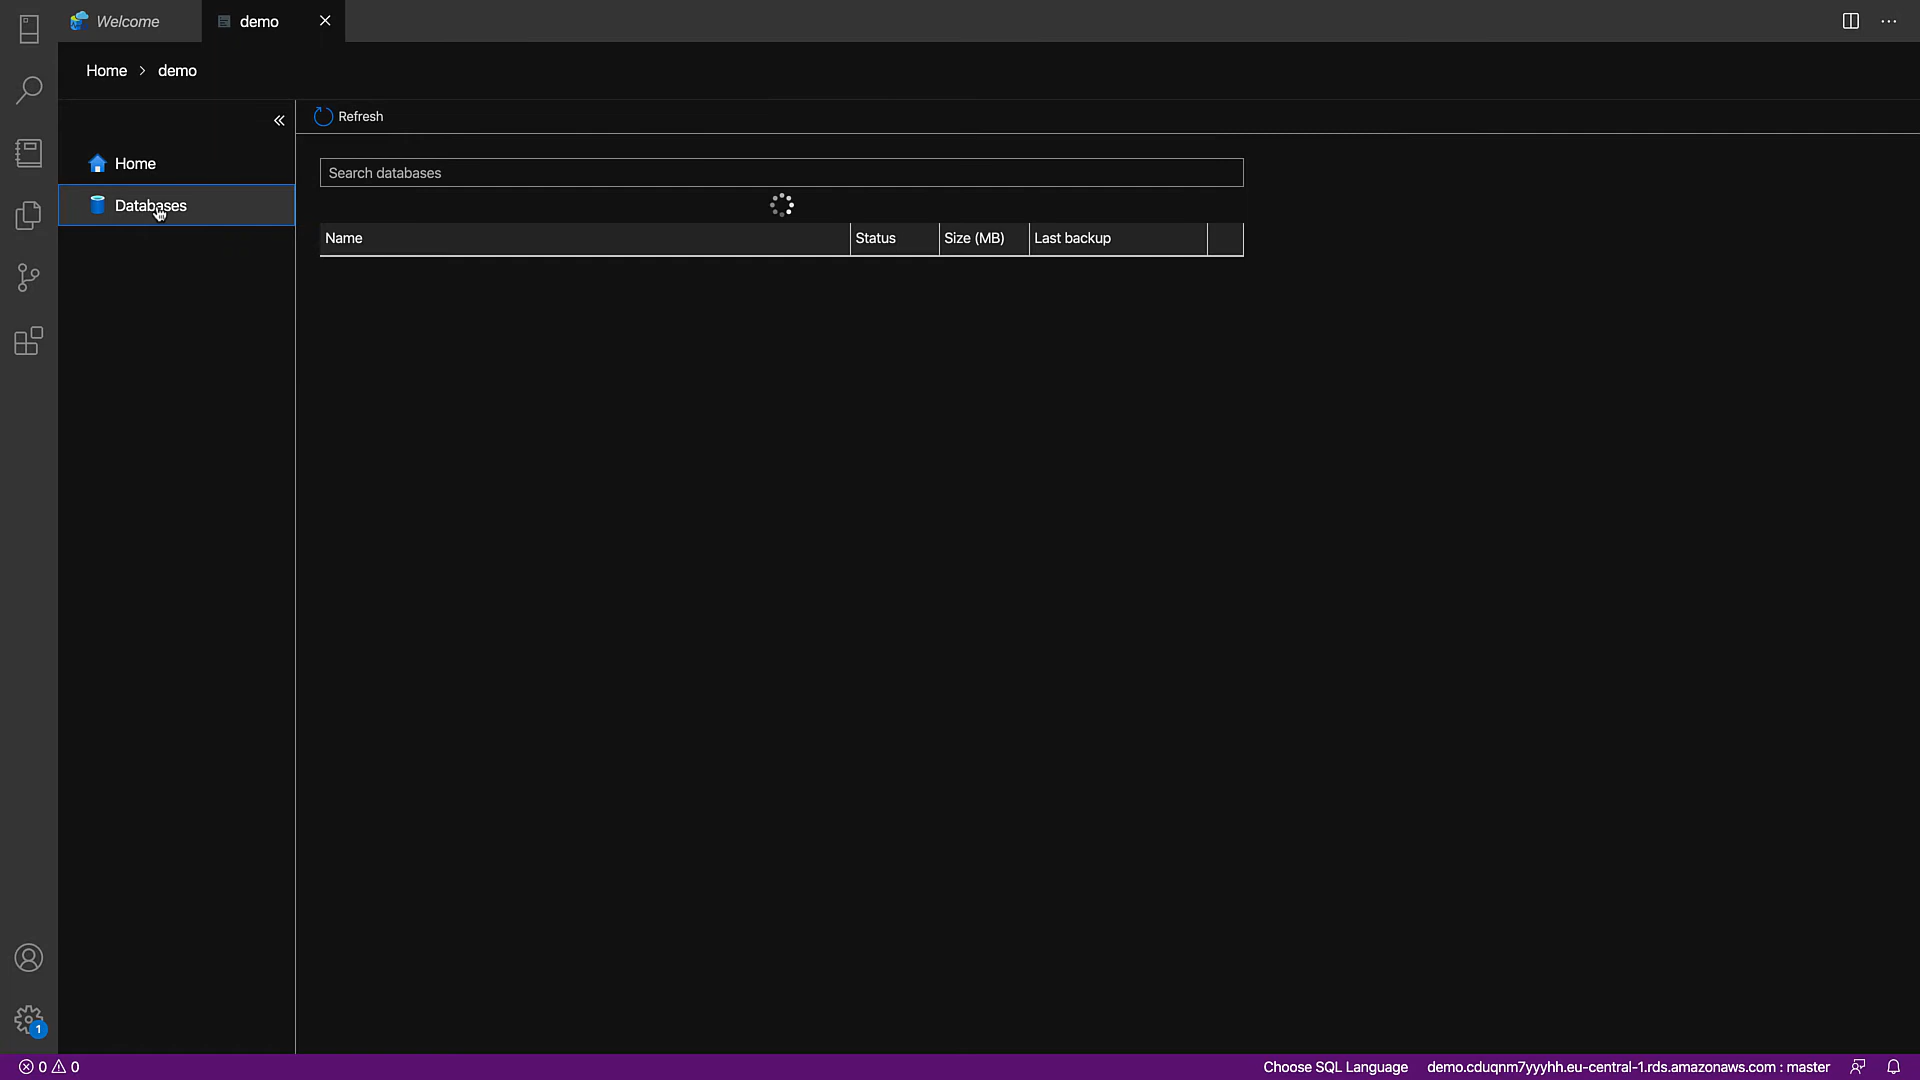 Welcome
demo
Home > demo
Refresh
Home
Databases
Search databases
Name Status Size (MB) Last backup
1
0 0 Choose SQL Language demo.cduqnm7yyyhh.eu-central-1.rds.amazonaws.com : master